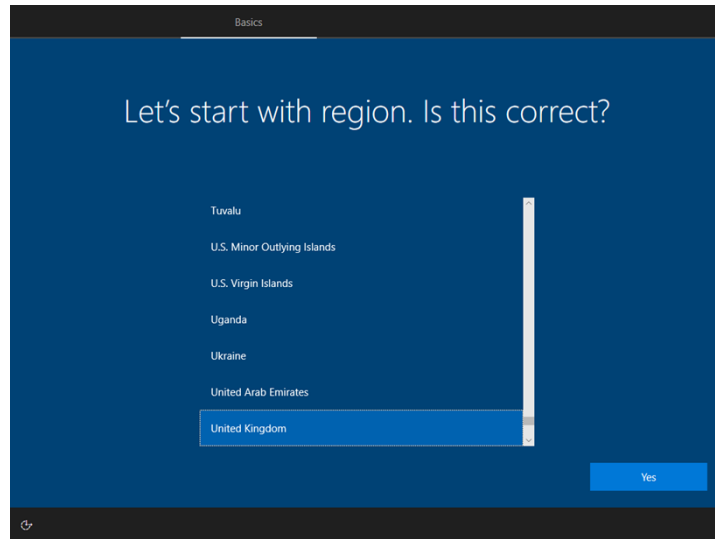 Basics
Let's start with region. Is this correct?
Tuvalu
U.S. Minor Outlying Islands
U.S. Virgin Islands
Uganda
Ukraine
United Arab Emirates
United Kingdom
Yes